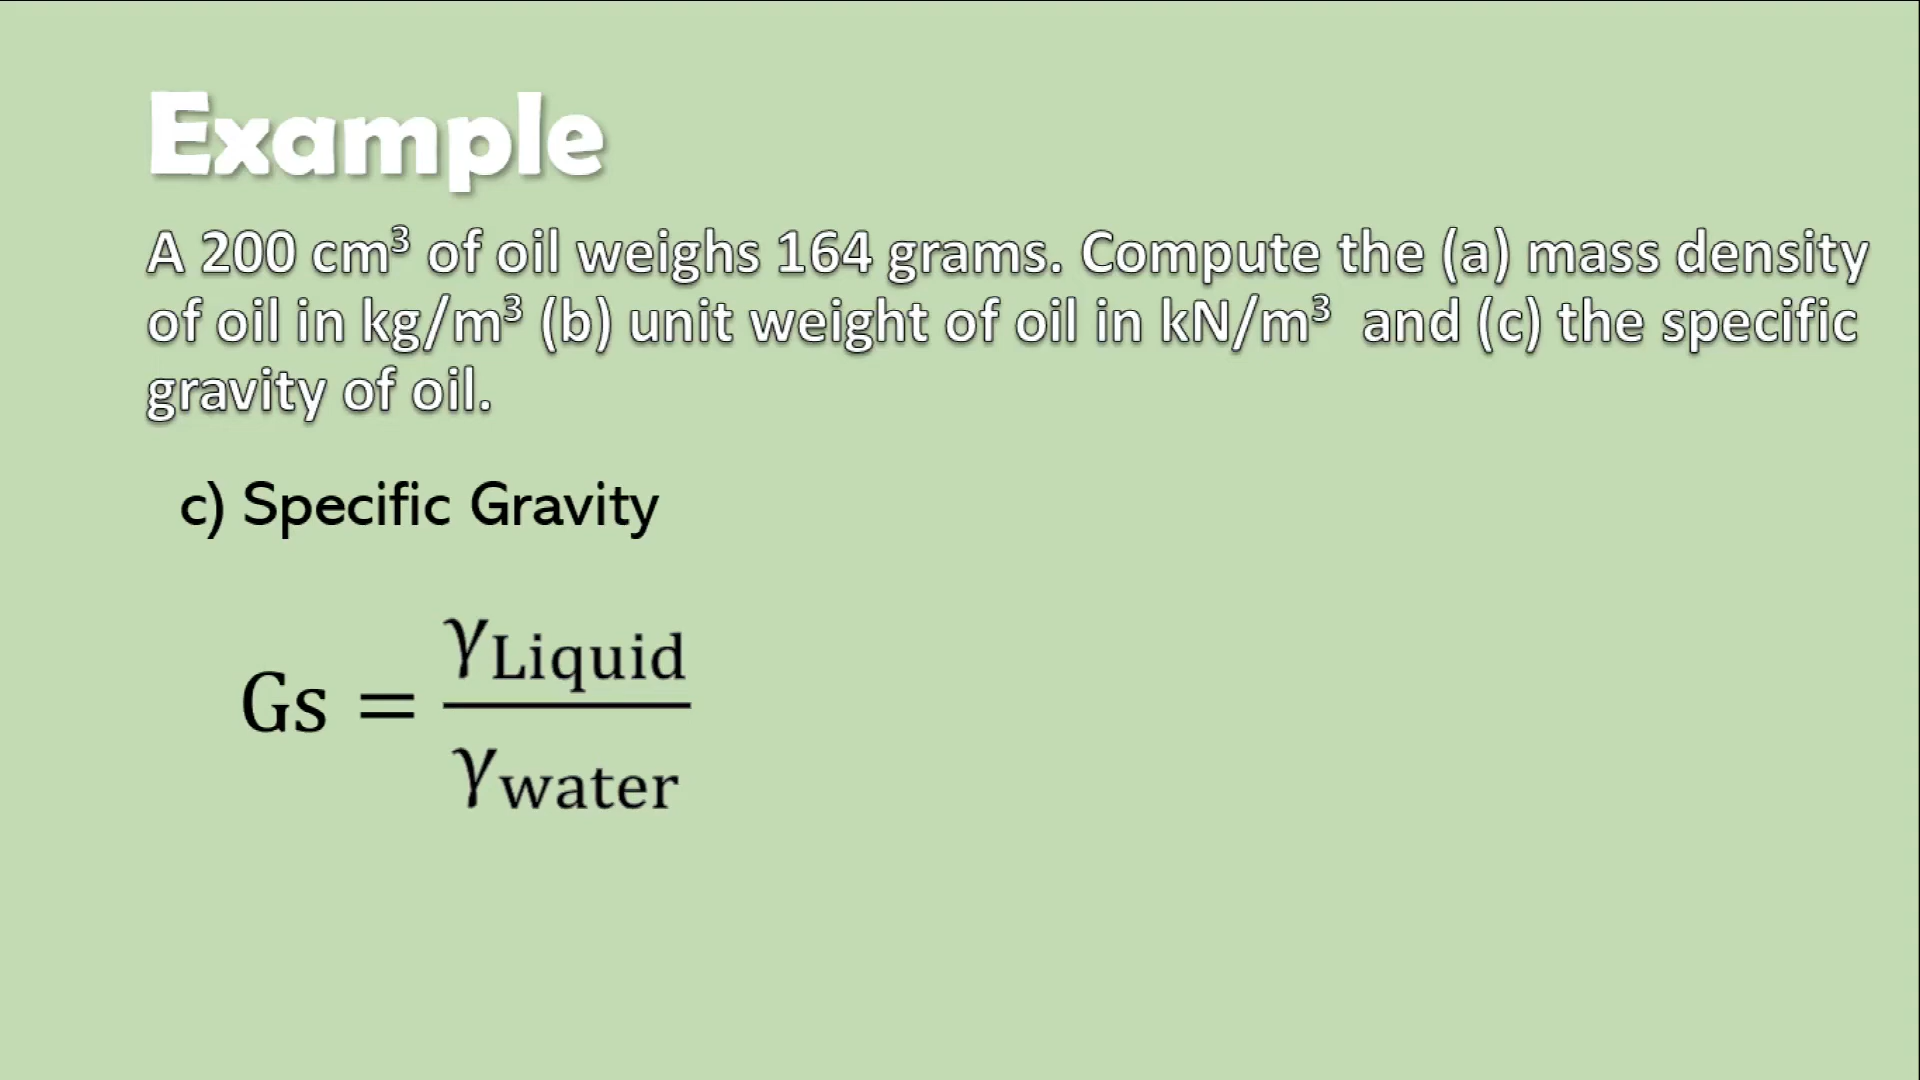 Example
A 200 cm³ of oil weighs 164 grams. Compute the (a) mass density
of oil in kg/m³ (b) unit weight of oil in kN/m³ and (c) the specific
gravity of oil.
c) Specific Gravity
Gs = γLiquid / γwater